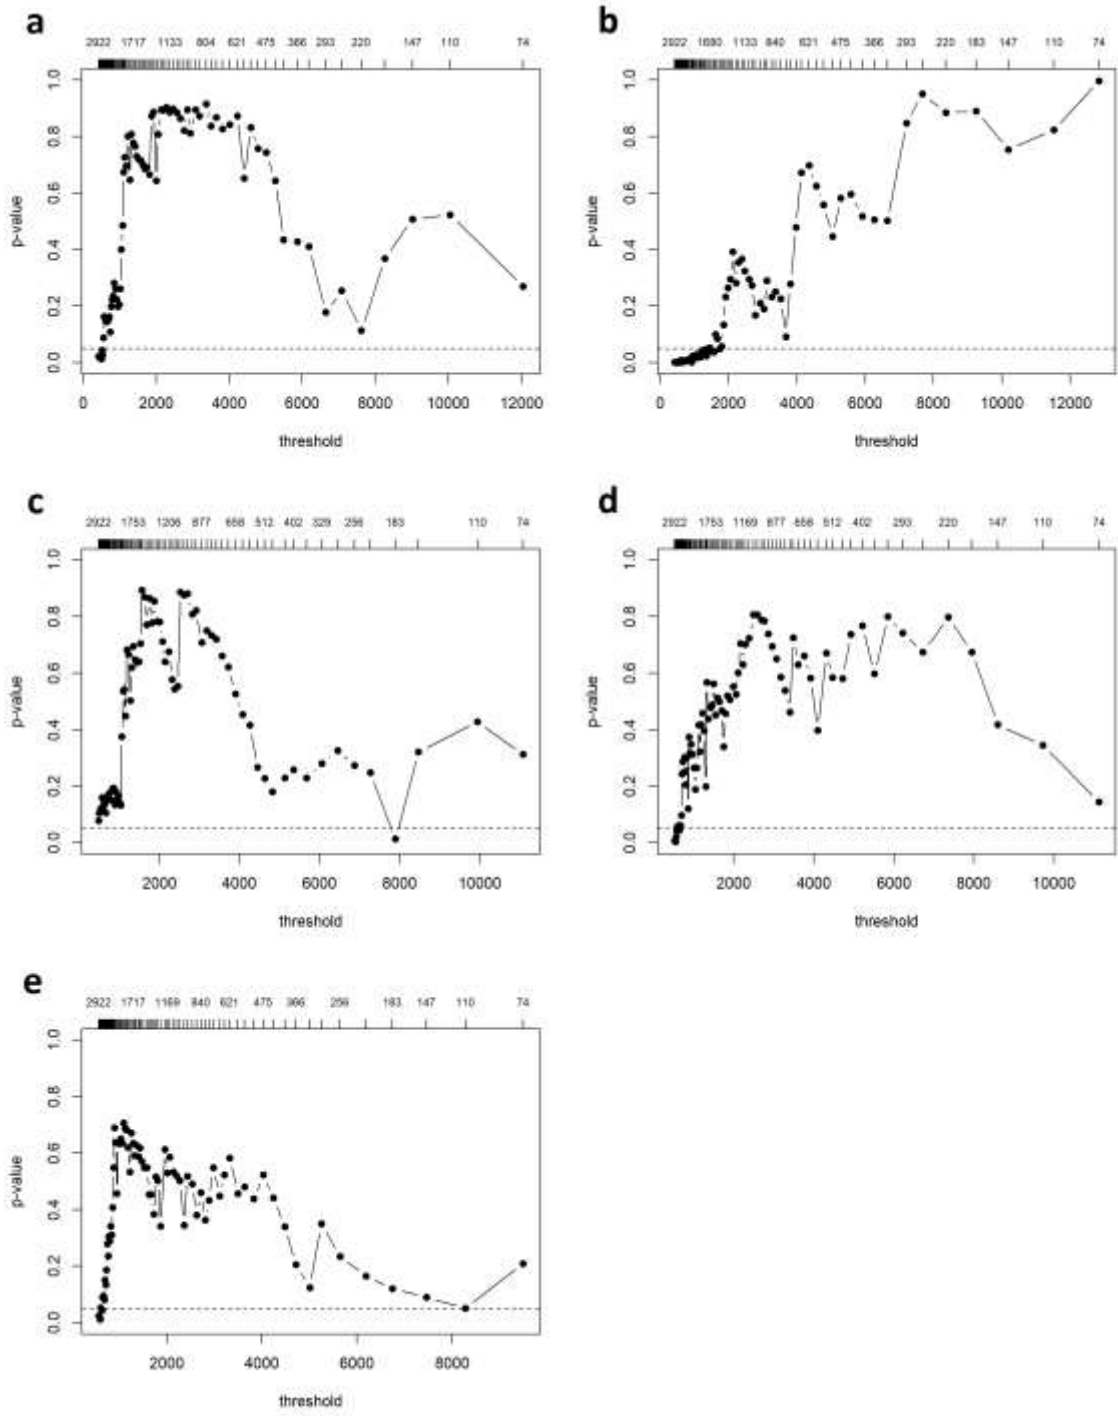 a
2922 1717 1133 804 621 475 366 293 220 147 110 74
p-value
0.0 0.2 0.4 0.6 0.8 1.0
0 2000 4000 6000 8000 10000 12000
threshold
b
2922 1680 1133 840 621 475 366 293 220 183 147 110 74
p-value
0.0 0.2 0.4 0.6 0.8 1.0
0 2000 4000 6000 8000 10000 12000
threshold
c
2922 1753 1206 877 658 512 402 329 256 183 110 74
p-value
0.0 0.2 0.4 0.6 0.8 1.0
2000 4000 6000 8000 10000
threshold
d
2922 1753 1169 877 658 512 402 293 220 147 110 74
p-value
0.0 0.2 0.4 0.6 0.8 1.0
2000 4000 6000 8000 10000
threshold
e
2922 1717 1169 840 621 475 366 256 183 147 110 74
p-value
0.0 0.2 0.4 0.6 0.8 1.0
2000 4000 6000 8000
threshold